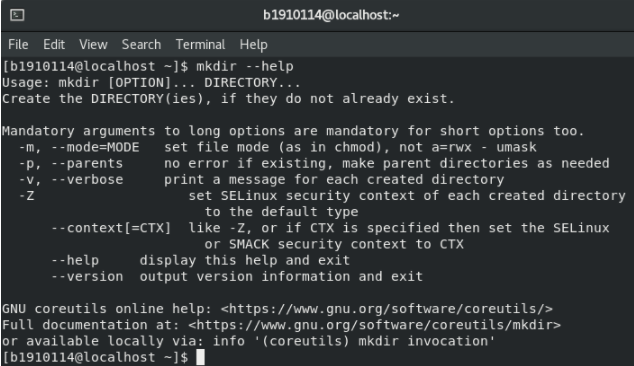 b1910114@localhost:~
File Edit View Search Terminal Help
[b1910114@localhost ~]$ mkdir --help
Usage: mkdir [OPTION]... DIRECTORY...
Create the DIRECTORY(ies), if they do not already exist.

Mandatory arguments to long options are mandatory for short options too.
  -m, --mode=MODE   set file mode (as in chmod), not a=rwx - umask
  -p, --parents     no error if existing, make parent directories as needed
  -v, --verbose     print a message for each created directory
  -Z                   set SELinux security context of each created directory
                         to the default type
      --context[=CTX]  like -Z, or if CTX is specified then set the SELinux
                         or SMACK security context to CTX
      --help     display this help and exit
      --version  output version information and exit

GNU coreutils online help: <https://www.gnu.org/software/coreutils/>
Full documentation at: <https://www.gnu.org/software/coreutils/mkdir>
or available locally via: info '(coreutils) mkdir invocation'
[b1910114@localhost ~]$